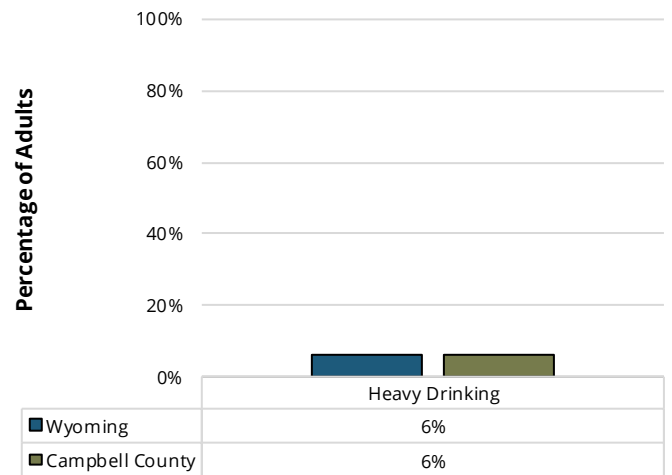 100%
80%
60%
40%
20%
0%
Percentage of Adults
Heavy Drinking
Wyoming 6%
Campbell County 6%